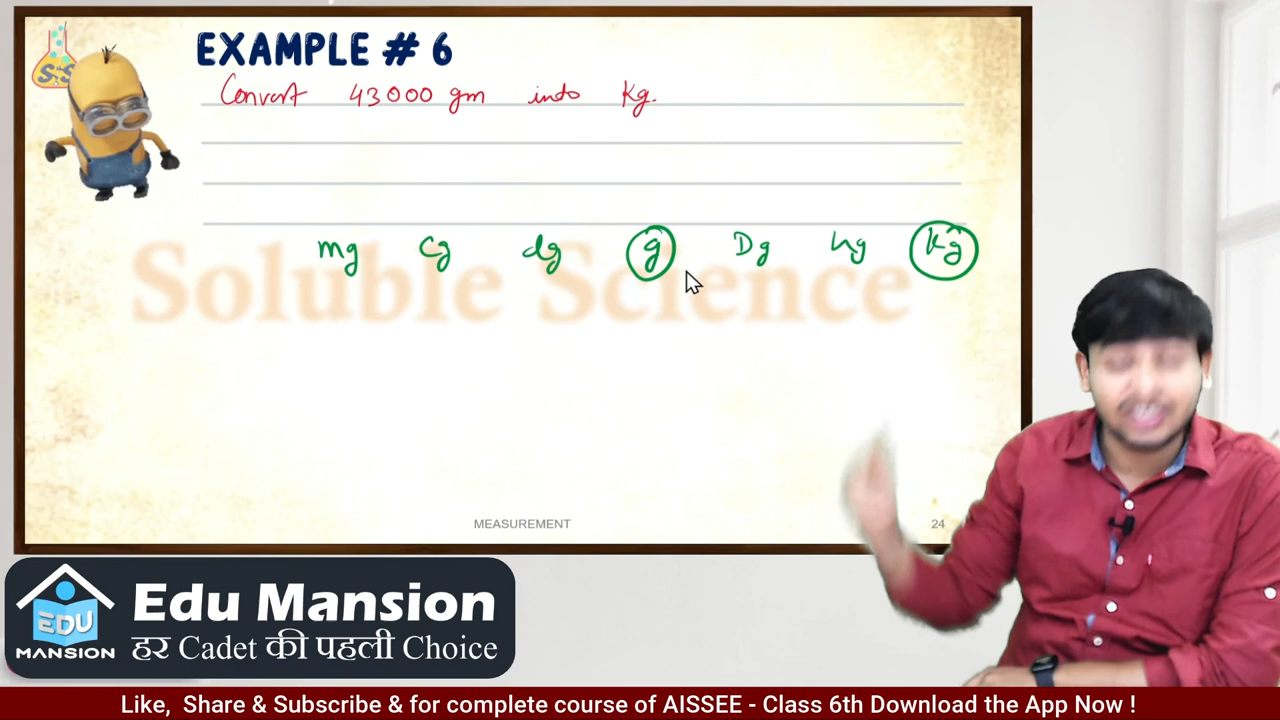 EXAMPLE # 6
Convert 43000 gm into Kg.
mg cg dg g Dg hg Kg
Soluble Science
MEASUREMENT 24
EDU MANSION
Edu Mansion
हर Cadet की पहली Choice
Like, Share & Subscribe & for complete course of AISSEE - Class 6th Download the App Now !